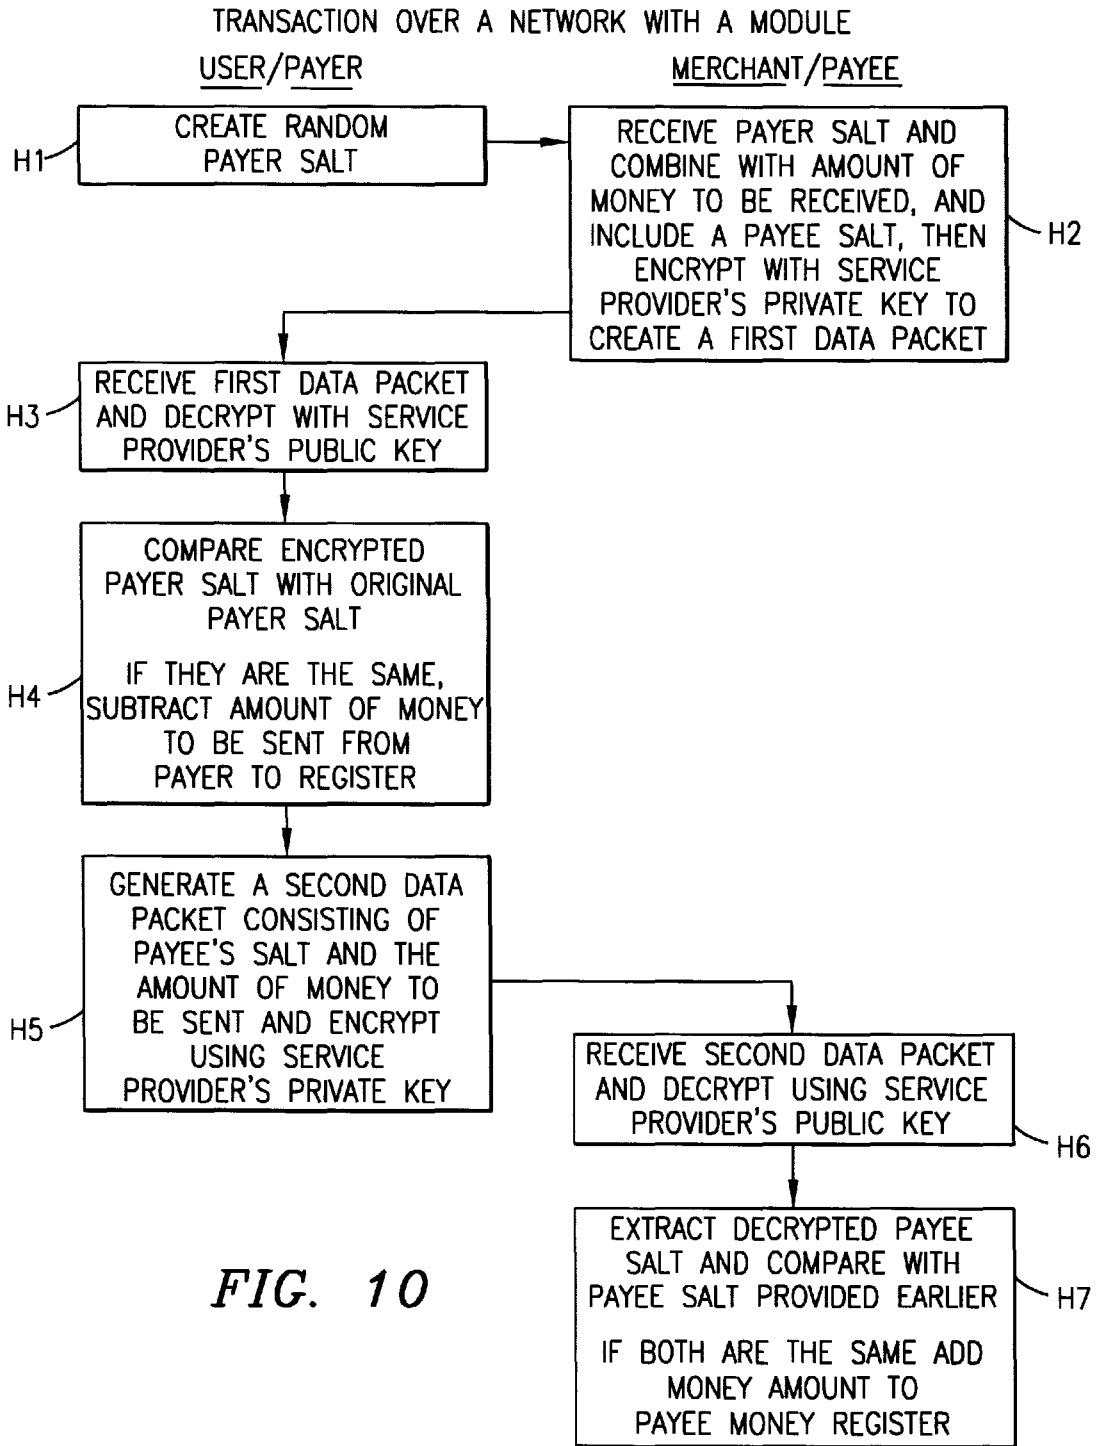 TRANSACTION OVER A NETWORK WITH A MODULE
USER/PAYER
MERCHANT/PAYEE
H1
CREATE RANDOM
PAYER SALT
RECEIVE PAYER SALT AND
COMBINE WITH AMOUNT OF
MONEY TO BE RECEIVED, AND
INCLUDE A PAYEE SALT, THEN
ENCRYPT WITH SERVICE
PROVIDER'S PRIVATE KEY TO
CREATE A FIRST DATA PACKET
H2
H3
RECEIVE FIRST DATA PACKET
AND DECRYPT WITH SERVICE
PROVIDER'S PUBLIC KEY
H4
COMPARE ENCRYPTED
PAYER SALT WITH ORIGINAL
PAYER SALT
IF THEY ARE THE SAME,
SUBTRACT AMOUNT OF MONEY
TO BE SENT FROM
PAYER TO REGISTER
H5
GENERATE A SECOND DATA
PACKET CONSISTING OF
PAYEE'S SALT AND THE
AMOUNT OF MONEY TO
BE SENT AND ENCRYPT
USING SERVICE
PROVIDER'S PRIVATE KEY
RECEIVE SECOND DATA PACKET
AND DECRYPT USING SERVICE
PROVIDER'S PUBLIC KEY
H6
EXTRACT DECRYPTED PAYEE
SALT AND COMPARE WITH
PAYEE SALT PROVIDED EARLIER
IF BOTH ARE THE SAME ADD
MONEY AMOUNT TO
PAYEE MONEY REGISTER
H7
FIG. 10